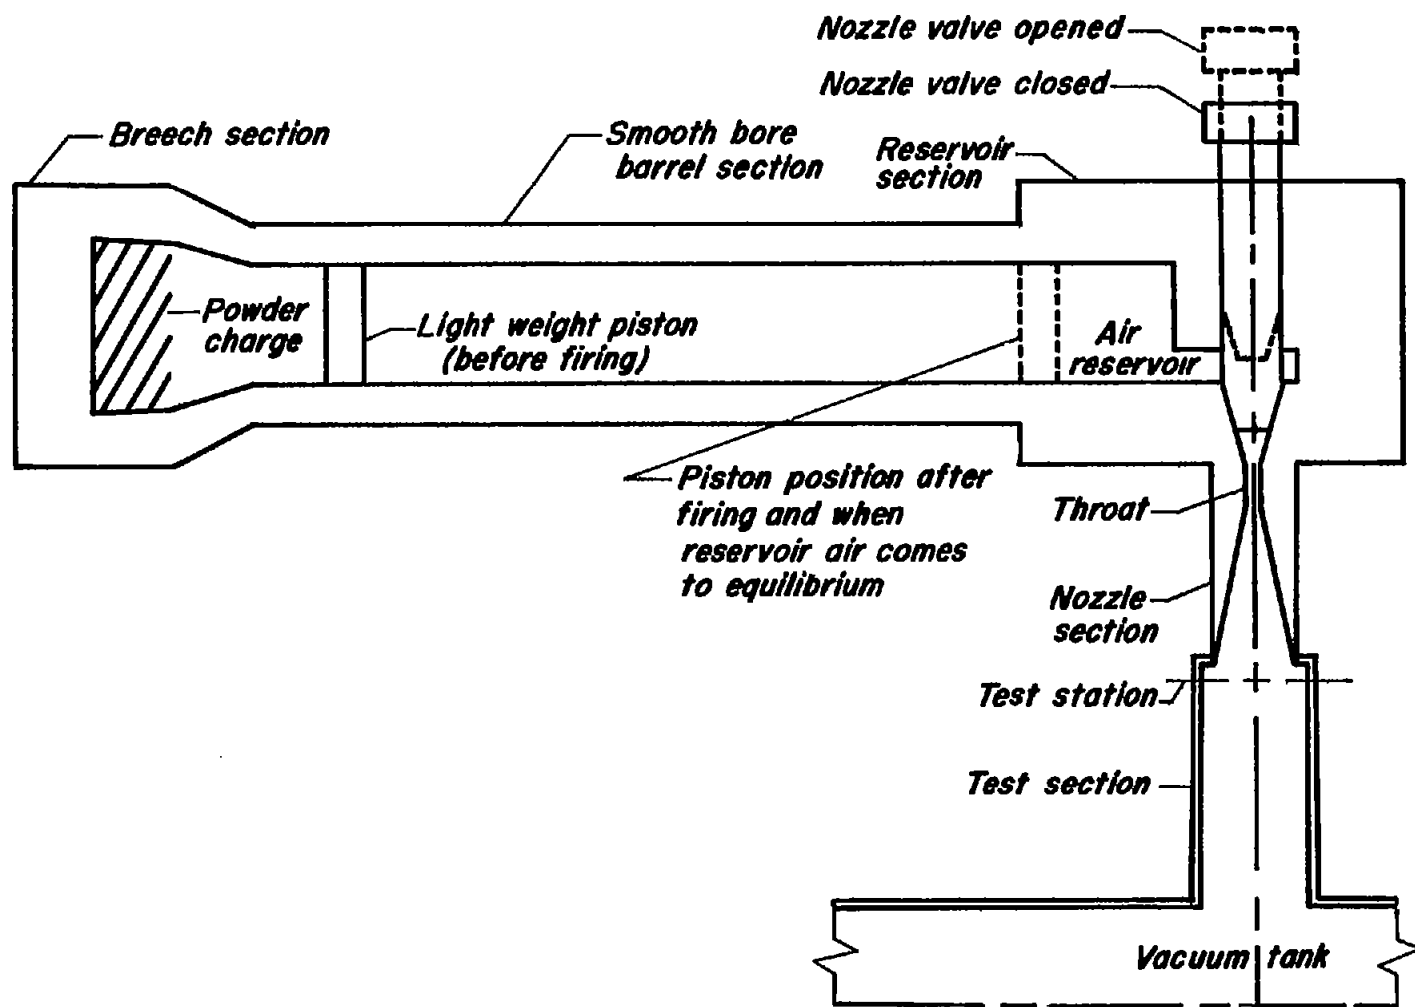 Nozzle valve opened
Nozzle valve closed
Breech section
Smooth bore
barrel section
Reservoir
section
Powder
charge
Light weight piston
(before firing)
Air
reservoir
Piston position after
firing and when
reservoir air comes
to equilibrium
Throat
Nozzle
section
Test station
Test section
Vacuum tank